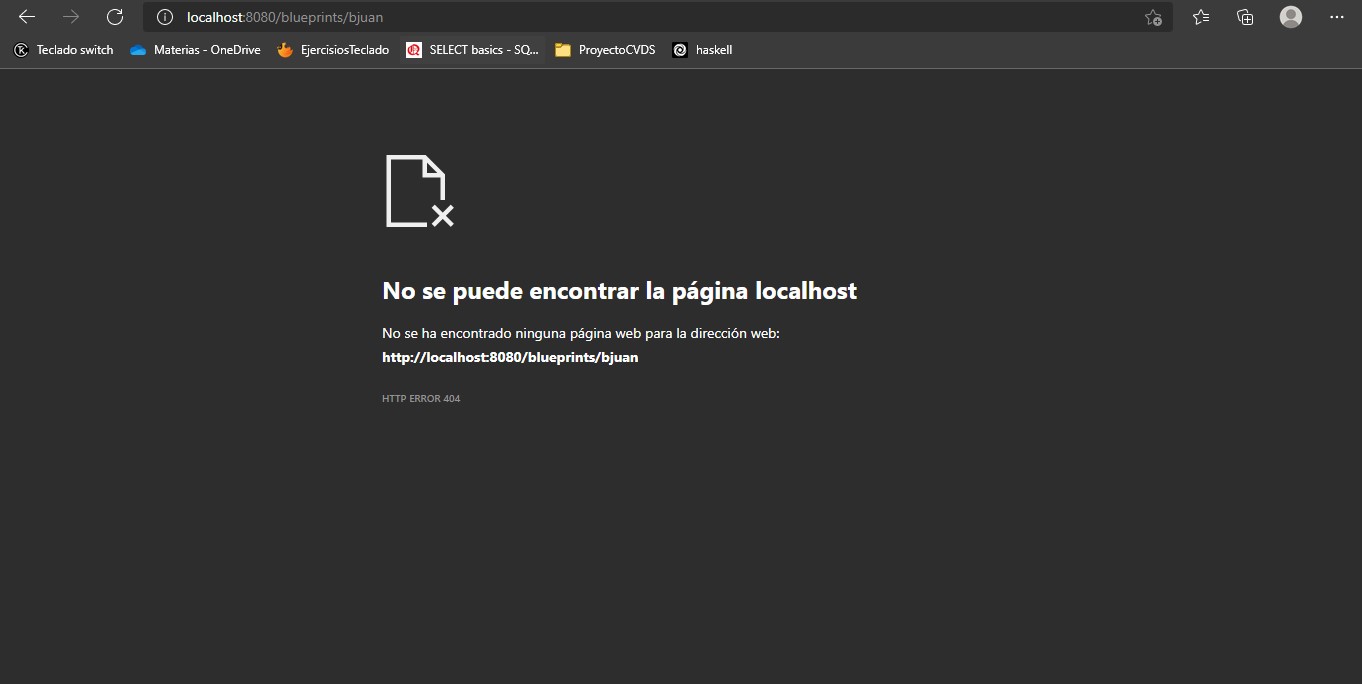 localhost:8080/blueprints/bjuan
Teclado switch Materias - OneDrive EjercisiosTeclado SELECT basics - SQ... ProyectoCVDS haskell
No se puede encontrar la página localhost
No se ha encontrado ninguna página web para la dirección web:
http://localhost:8080/blueprints/bjuan
HTTP ERROR 404